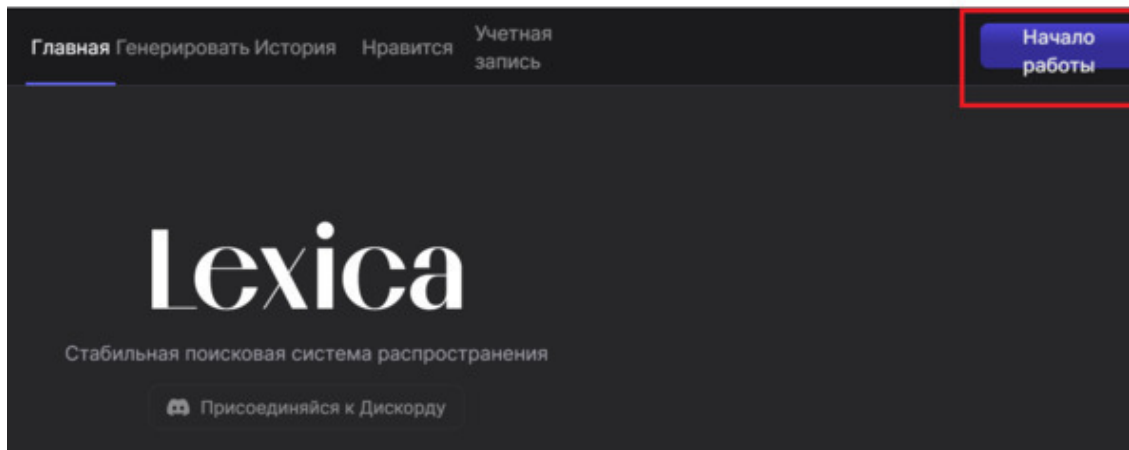 Главная Генерировать История Нравится Учетная
запись
Начало
работы
Lexica
Стабильная поисковая система распространения
Присоединяйся к Дискорду